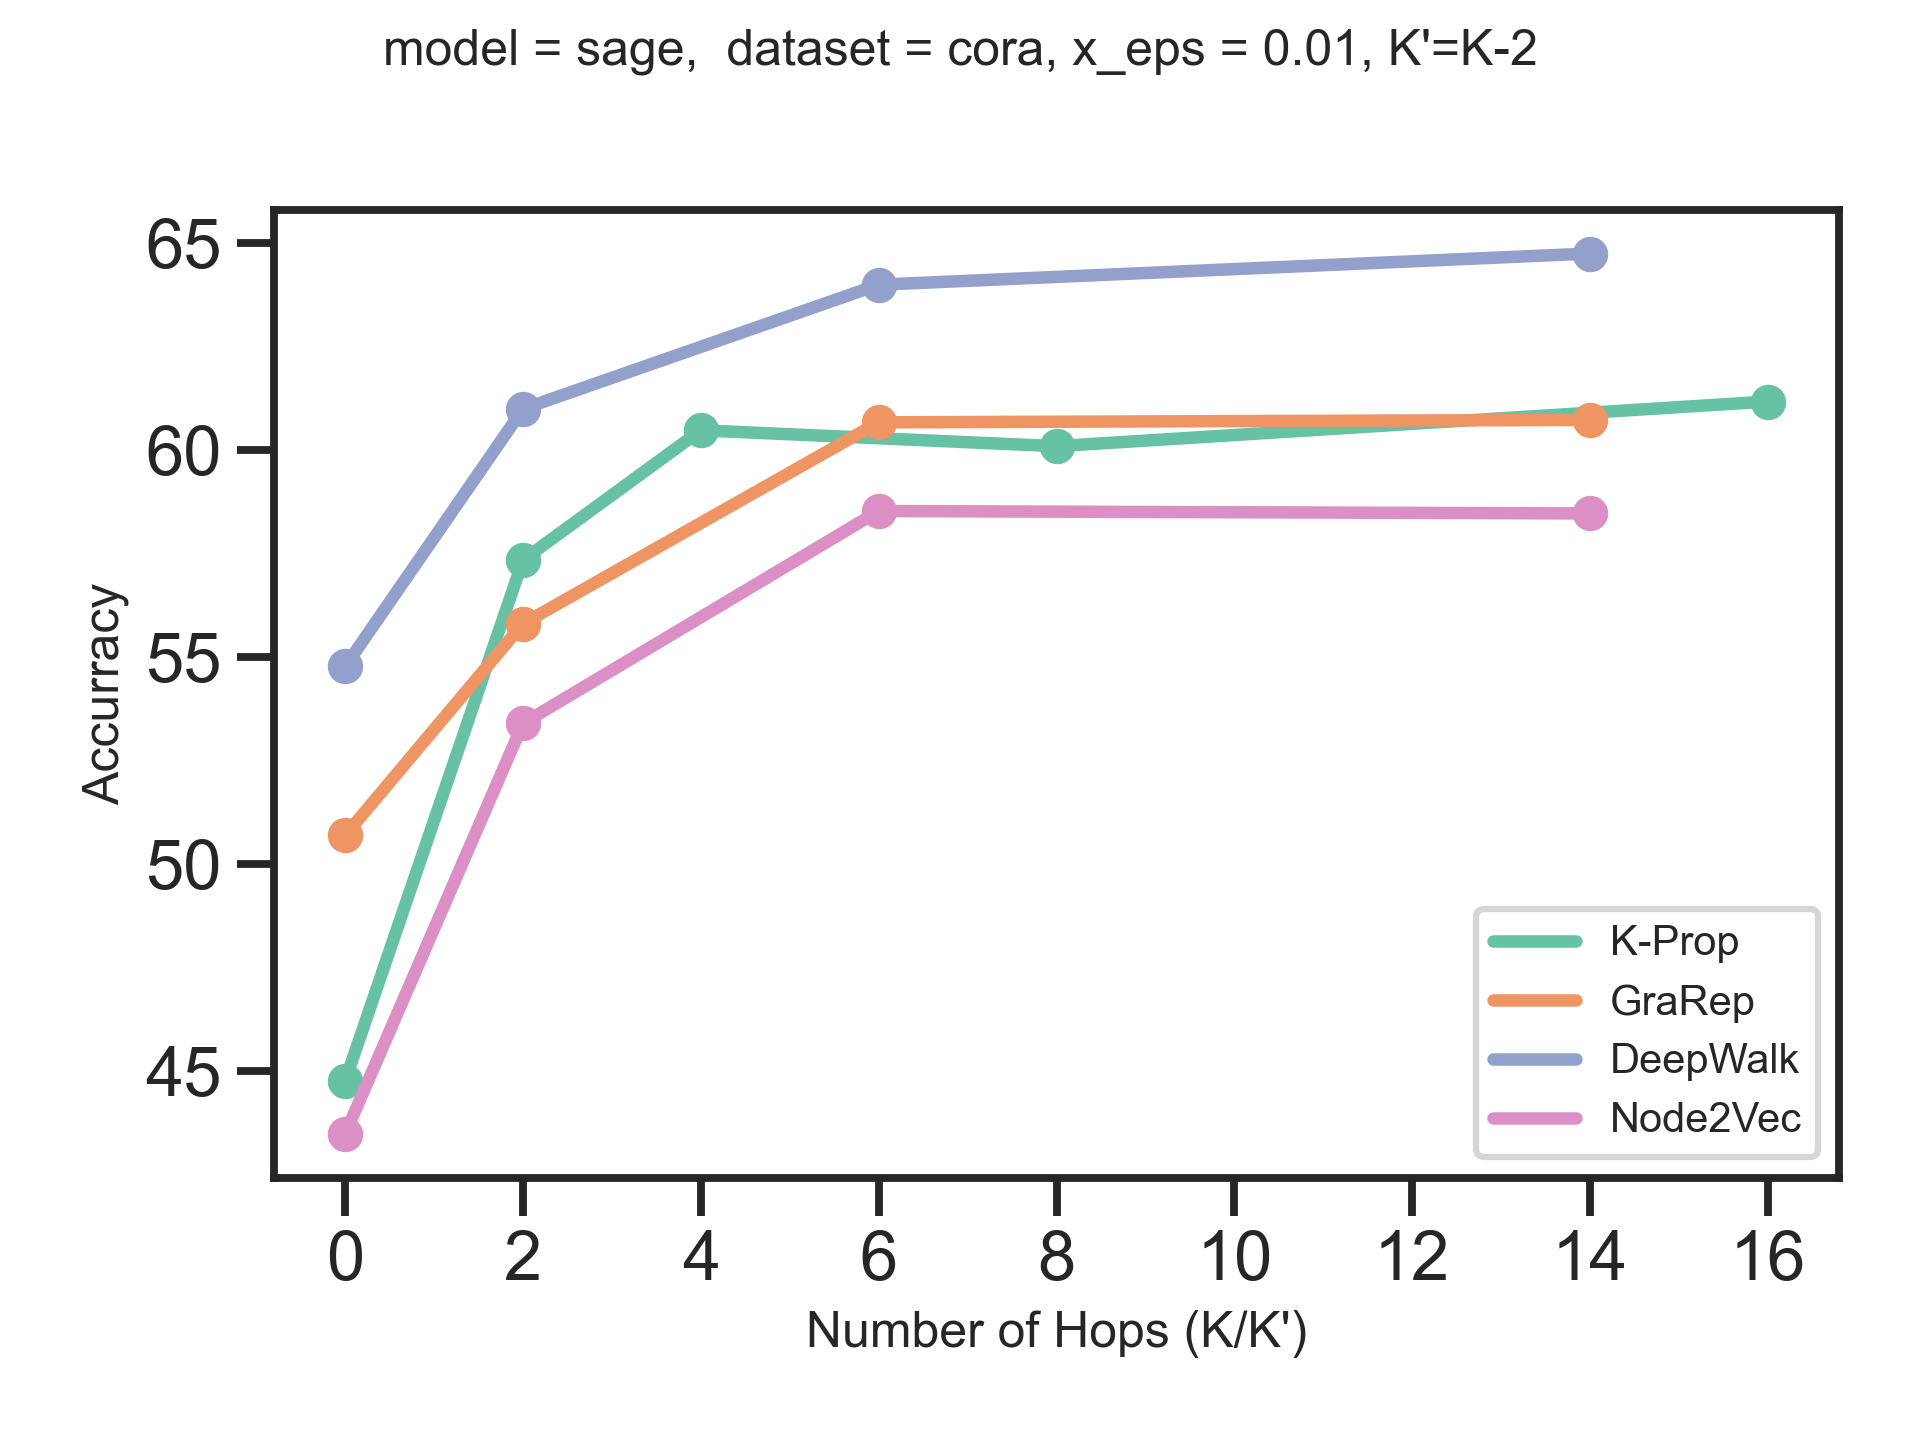 model = sage,  dataset = cora, x_eps = 0.01, K'=K-2
65
60
55
50
45
Accurracy
K-Prop
GraRep
DeepWalk
Node2Vec
0 2 4 6 8 10 12 14 16
Number of Hops (K/K')